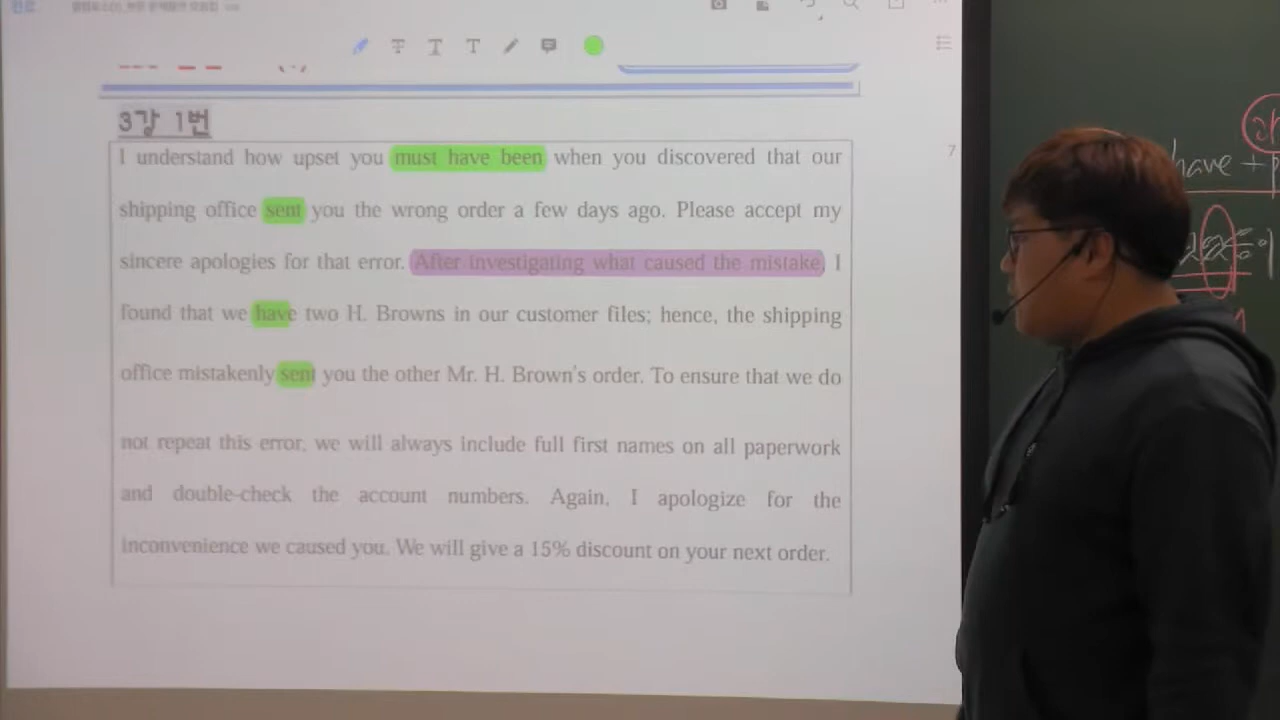 완료
3강 1번
I understand how upset you must have been when you discovered that our
shipping office sent you the wrong order a few days ago. Please accept my
sincere apologies for that error. After investigating what caused the mistake, I
found that we have two H. Browns in our customer files; hence, the shipping
office mistakenly sent you the other Mr. H. Brown's order. To ensure that we do
not repeat this error, we will always include full first names on all paperwork
and double-check the account numbers. Again, I apologize for the
inconvenience we caused you. We will give a 15% discount on your next order.
7
have + p